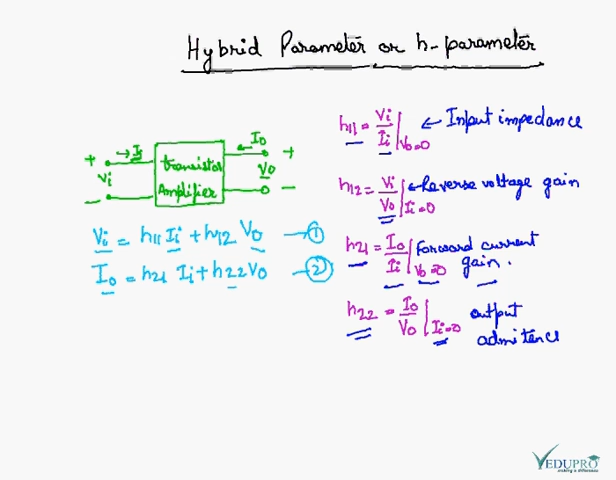 Hybrid Parameter or h-parameter
h11 = Vi/Ii | Vo=0 ← Input impedance
→ Ii Io
+ transistor Vo +
Vi
− Amplifier −
h12 = Vi/Vo | Ii=0 ← Reverse voltage gain
Vi = h11 Ii + h12 Vo — ①
h21 = Io/Ii | Vo=0 forward current gain.
Io = h21 Ii + h22 Vo — ②
h22 = Io/Vo | Ii=0 output admitence
VEDUPRO
making a difference